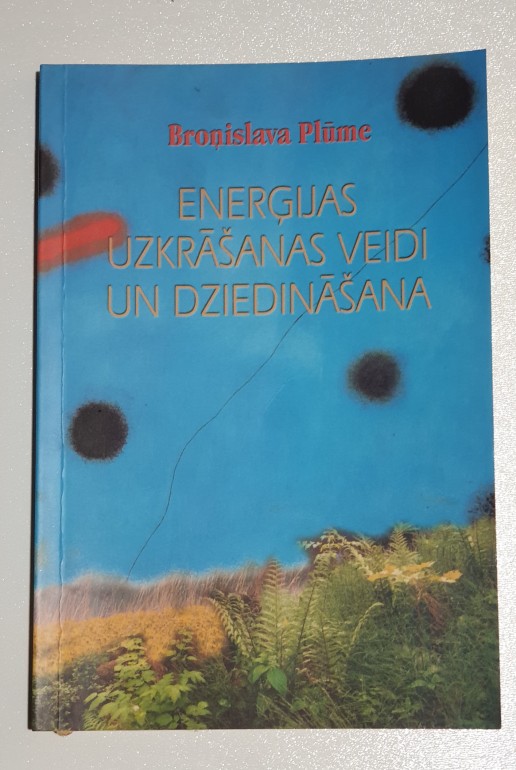 Broņislava Plūme
ENERĢIJAS
UZKRĀŠANAS VEIDI
UN DZIEDINĀŠANA